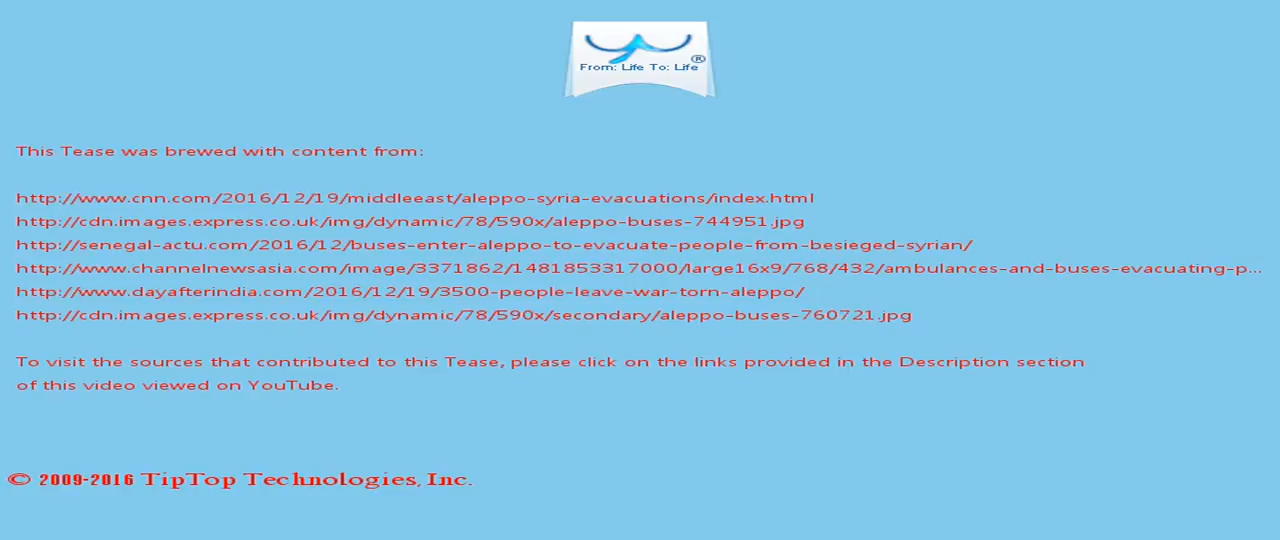 From: Life To: Life®
This Tease was brewed with content from:
http://www.cnn.com/2016/12/19/middleeast/aleppo-syria-evacuations/index.html
http://cdn.images.express.co.uk/img/dynamic/78/590x/aleppo-buses-744951.jpg
http://senegal-actu.com/2016/12/buses-enter-aleppo-to-evacuate-people-from-besieged-syrian/
http://www.channelnewsasia.com/image/3371862/1481853317000/large16x9/768/432/ambulances-and-buses-evacuating-p...
http://www.dayafterindia.com/2016/12/19/3500-people-leave-war-torn-aleppo/
http://cdn.images.express.co.uk/img/dynamic/78/590x/secondary/aleppo-buses-760721.jpg
To visit the sources that contributed to this Tease, please click on the links provided in the Description section
of this video viewed on YouTube.
© 2009-2016 TipTop Technologies, Inc.